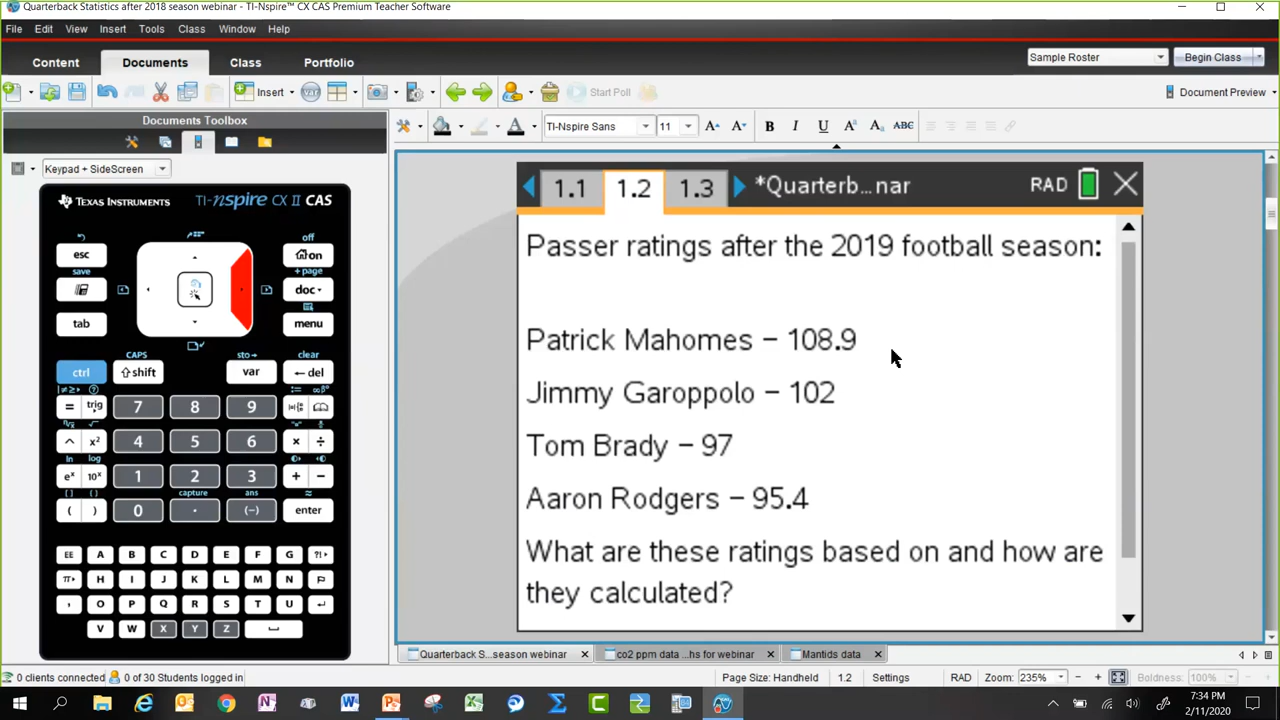 Quarterback Statistics after 2018 season webinar - TI-Nspire™ CX CAS Premium Teacher Software
File Edit View Insert Tools Class Window Help
Content Documents Class Portfolio
Sample Roster Begin Class
Insert Start Poll Document Preview
Documents Toolbox
TI-Nspire Sans 11 B I U ABC
Keypad + SideScreen
TEXAS INSTRUMENTS TI-nspire CX II CAS
off
esc on
save + page
doc
tab menu
CAPS sto→ clear
ctrl shift var ← del
= trig 7 8 9
^ x² 4 5 6 × ÷
ln log
eˣ 10ˣ 1 2 3 + −
capture ans
( ) 0 . (−) enter
EE A B C D E F G ?!
π H I J K L M N
, O P Q R S T U
V W X Y Z
1.1 1.2 1.3 *Quarterb...nar RAD
Passer ratings after the 2019 football season:
Patrick Mahomes – 108.9
Jimmy Garoppolo – 102
Tom Brady – 97
Aaron Rodgers – 95.4
What are these ratings based on and how are
they calculated?
Quarterback S...season webinar co2 ppm data ...hs for webinar Mantids data
0 clients connected 0 of 30 Students logged in Page Size: Handheld 1.2 Settings RAD Zoom: 235% Boldness: 100%
7:34 PM
2/11/2020